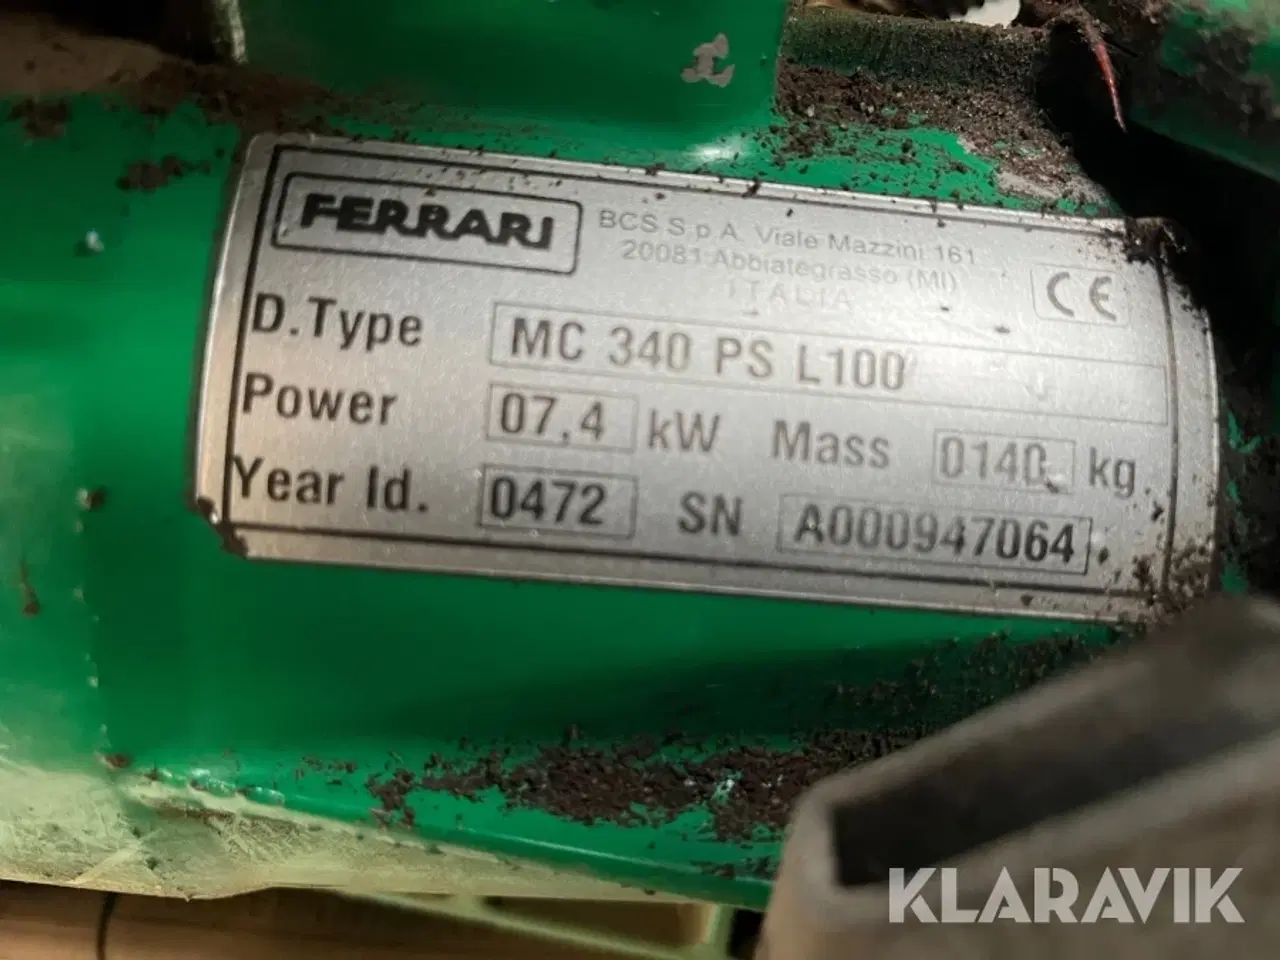 FERRARI
BCS S.p.A. Viale Mazzini 161
20081 Abbiategrasso (MI)
ITALIA
CE
D.Type MC 340 PS L100
Power 07,4 kW Mass 0140 kg
Year Id. 0472 SN A000947064
KLARAVIK